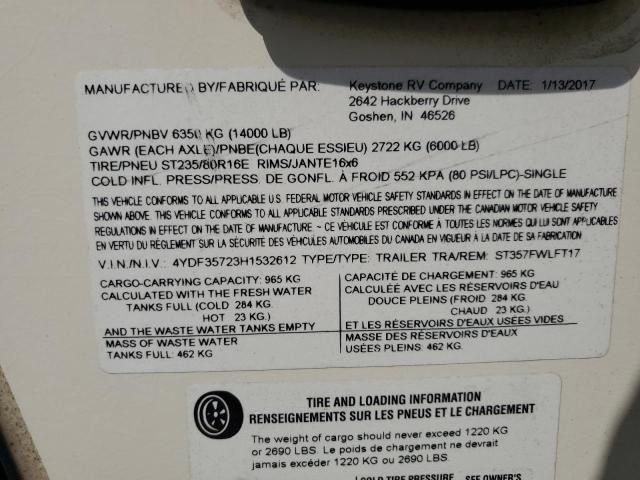 MANUFACTURED BY/FABRIQUÉ PAR: Keystone RV Company DATE: 1/13/2017
2642 Hackberry Drive
Goshen, IN 46526
GVWR/PNBV 6350 KG (14000 LB)
GAWR (EACH AXLE)/PNBE(CHAQUE ESSIEU) 2722 KG (6000 LB)
TIRE/PNEU ST235/80R16E RIMS/JANTE16x6
COLD INFL. PRESS/PRESS. DE GONFL. À FROID 552 KPA (80 PSI/LPC)-SINGLE
THIS VEHICLE CONFORMS TO ALL APPLICABLE U.S. FEDERAL MOTOR VEHICLE SAFETY STANDARDS IN EFFECT ON THE DATE OF MANUFACTURE
SHOWN ABOVE. THIS VEHICLE CONFORMS TO ALL APPLICABLE STANDARDS PRESCRIBED UNDER THE CANADIAN MOTOR VEHICLE SAFETY
REGULATIONS IN EFFECT ON THE DATE OF MANUFACTURE ~ CE VÉHICULE EST CONFORME À TOUTES LES NORMES QUI LUI SONT APPLICABLES
EN VERTU DU RÈGLEMENT SUR LA SÉCURITÉ DES VÉHICULES AUTOMOBILES DU CANADA EN VIGUEUR À LA DATE DE SA FABRICATION
V.I.N./N.I.V.: 4YDF35723H1532612 TYPE/TYPE: TRAILER TRA/REM: ST357FWLFT17
CARGO-CARRYING CAPACITY: 965 KG
CALCULATED WITH THE FRESH WATER
TANKS FULL (COLD 284 KG
HOT 23 KG.)
AND THE WASTE WATER TANKS EMPTY
MASS OF WASTE WATER
TANKS FULL: 462 KG
CAPACITÉ DE CHARGEMENT: 965 KG
CALCULÉE AVEC LES RÉSERVOIRS D'EAU
DOUCE PLEINS (FROID 284 KG.
CHAUD 23 KG.)
ET LES RÉSERVOIRS D'EAUX USÉES VIDES
MASSE DES RÉSERVOIRS D'EAUX
USÉES PLEINS: 462 KG
TIRE AND LOADING INFORMATION
RENSEIGNEMENTS SUR LES PNEUS ET LE CHARGEMENT
The weight of cargo should never exceed 1220 KG
or 2690 LBS. Le poids de chargement ne devrait
jamais excéder 1220 KG ou 2690 LBS.
COLD TIRE PRESSURE SEE OWNER'S